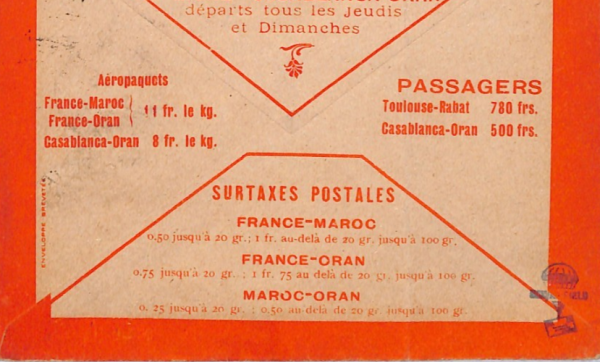 départs tous les Jeudis
et Dimanches
Aéropaquets
France-Maroc
France-Oran
11 fr. le kg.
Casablanca-Oran 8 fr. le kg.
PASSAGERS
Toulouse-Rabat 780 frs.
Casablanca-Oran 500 frs.
SURTAXES POSTALES
FRANCE-MAROC
0.50 jusqu'à 20 gr.; 1 fr. au-delà de 20 gr. jusqu'à 100 gr.
FRANCE-ORAN
0.75 jusqu'à 20 gr. ; 1 fr. 75 au delà de 20 gr. jusqu'à 100 gr.
MAROC-ORAN
0. 25 jusqu'à 20 gr. ; 0.50 au-delà de 20 gr jusqu'à 100 gr.
ENVELOPPE BREVETÉE